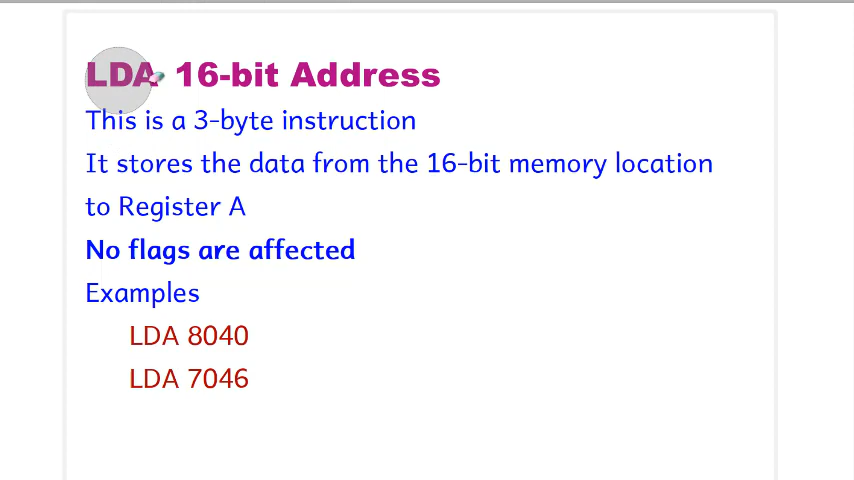 LDA 16-bit Address
This is a 3-byte instruction
It stores the data from the 16-bit memory location
to Register A
No flags are affected
Examples
LDA 8040
LDA 7046